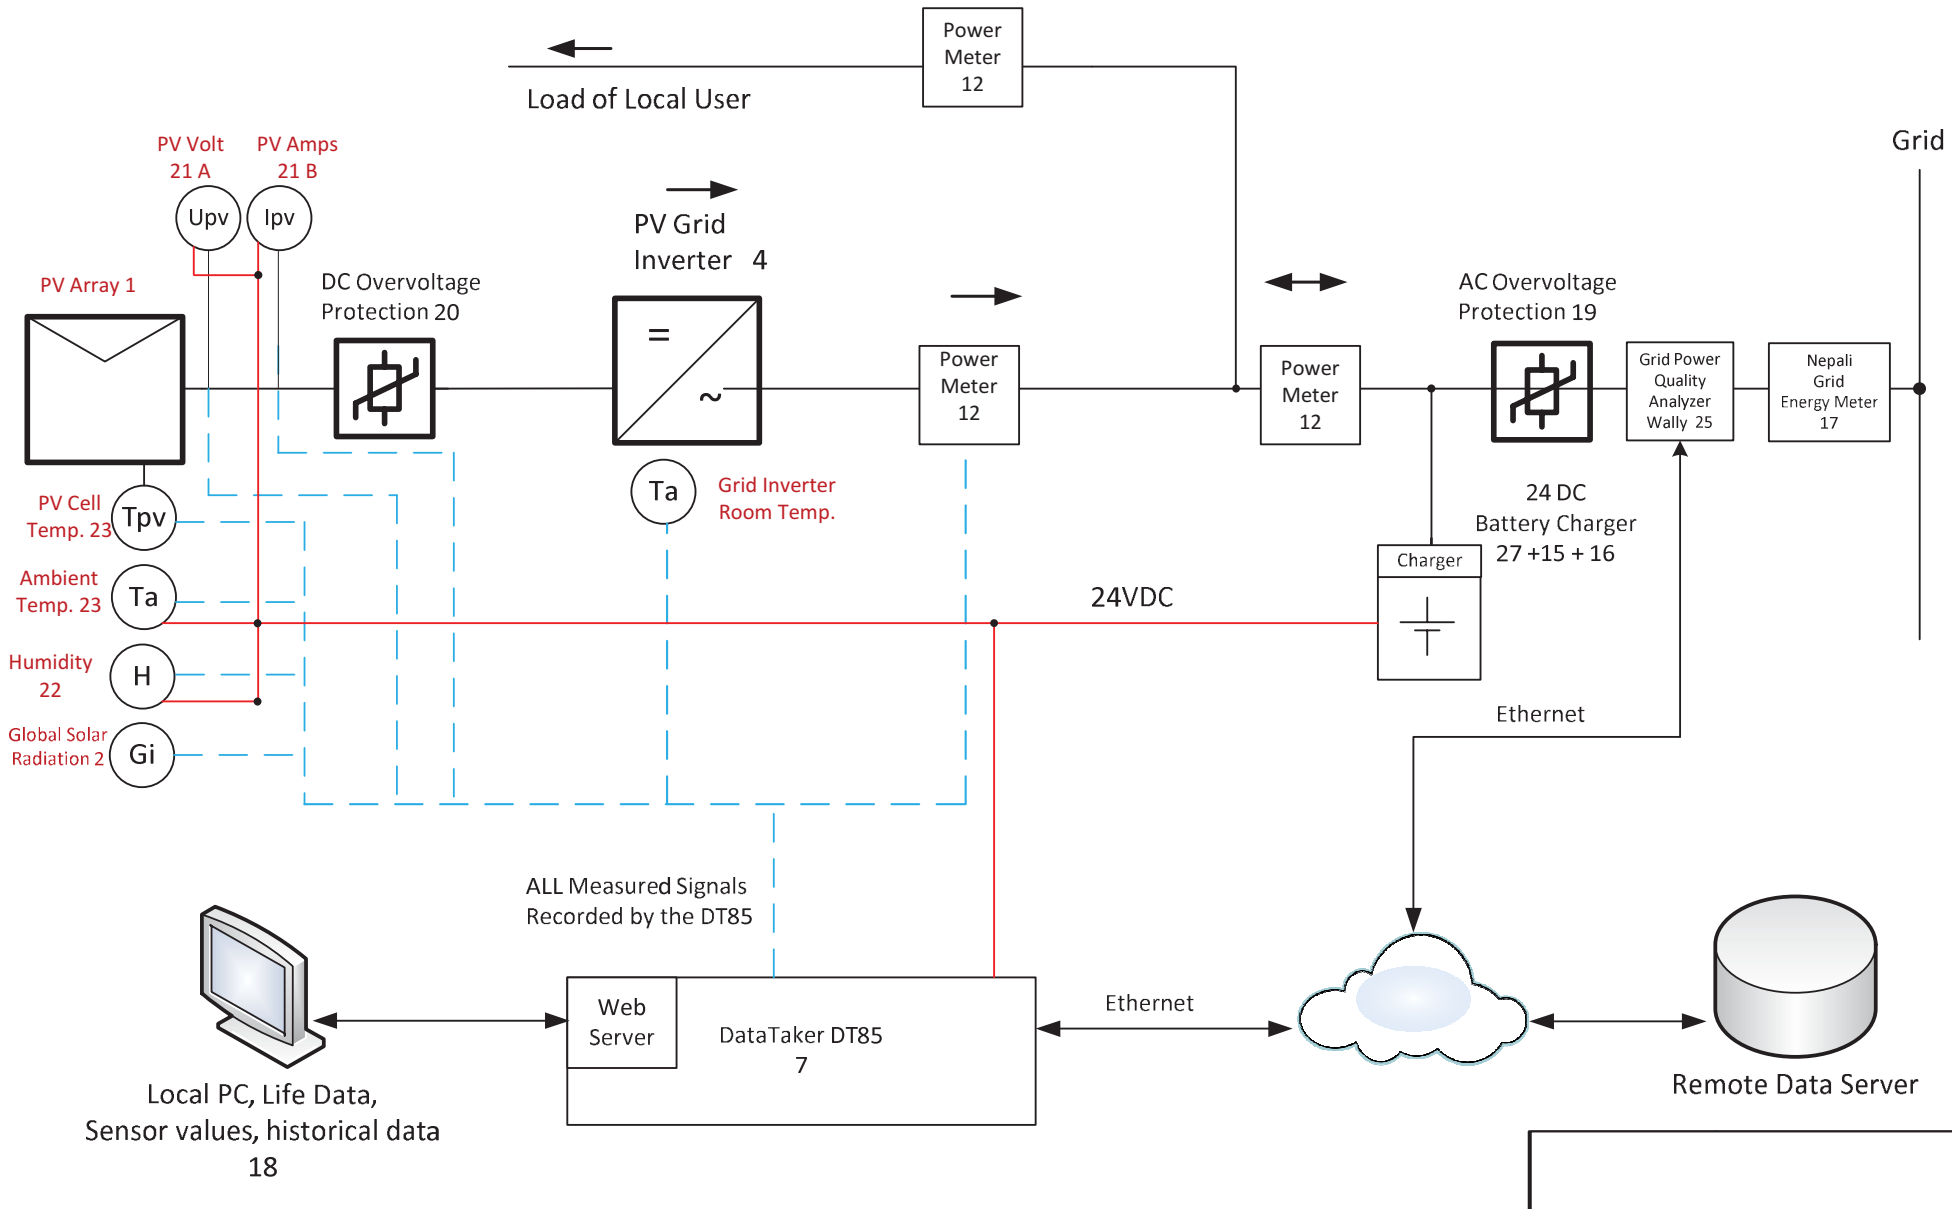 Power
Meter
12
Load of Local User
Grid
PV Volt
21 A
PV Amps
21 B
Upv
Ipv
PV Grid
Inverter 4
PV Array 1
DC Overvoltage
Protection 20
AC Overvoltage
Protection 19
=
~
Power
Meter
12
Power
Meter
12
Grid Power
Quality
Analyzer
Wally 25
Nepali
Grid
Energy Meter
17
PV Cell
Temp. 23
Tpv
Ta
Grid Inverter
Room Temp.
24 DC
Battery Charger
27 +15 + 16
Charger
Ambient
Temp. 23
Ta
24VDC
Humidity
22
H
Global Solar
Radiation 2
Gi
Ethernet
ALL Measured Signals
Recorded by the DT85
Web
Server
DataTaker DT85
7
Ethernet
Local PC, Life Data,
Sensor values, historical data
18
Remote Data Server